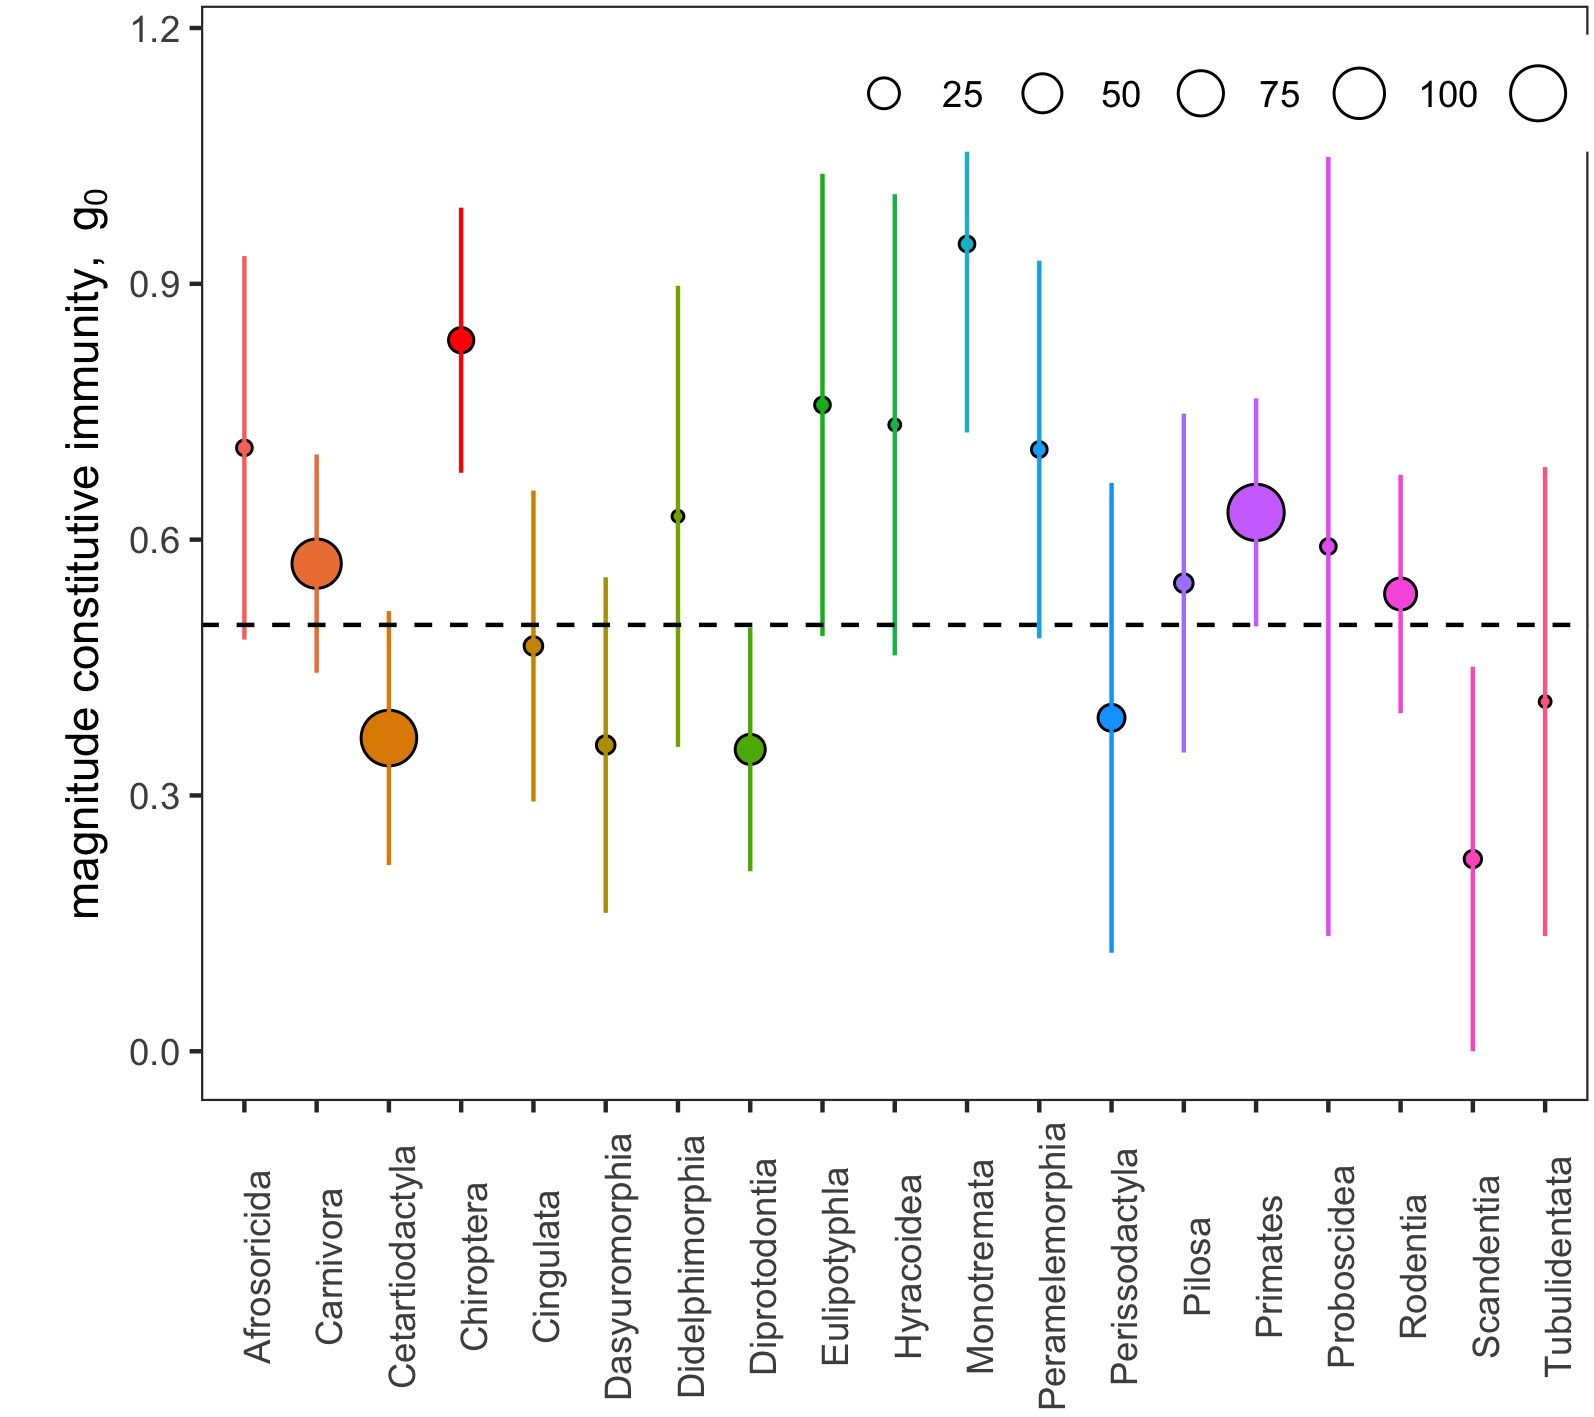 1.2
0.9
0.6
0.3
0.0
magnitude constitutive immunity, g₀
25 50 75 100
Afrosoricida
Carnivora
Cetartiodactyla
Chiroptera
Cingulata
Dasyuromorphia
Didelphimorphia
Diprotodontia
Eulipotyphla
Hyracoidea
Monotremata
Peramelemorphia
Perissodactyla
Pilosa
Primates
Proboscidea
Rodentia
Scandentia
Tubulidentata